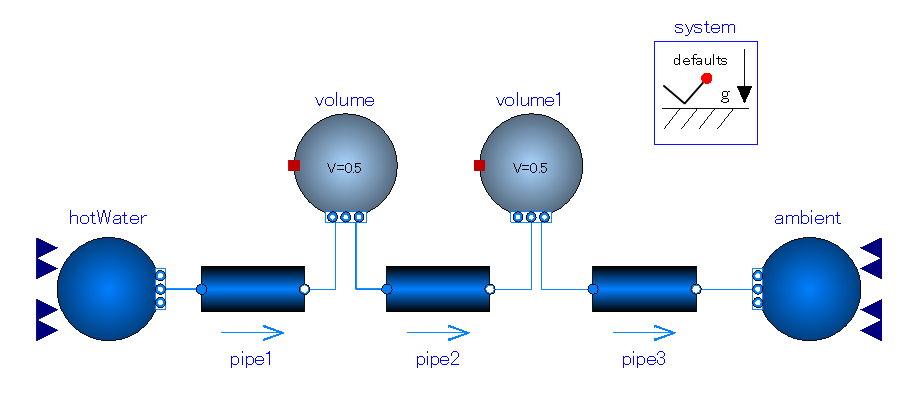 system
defaults
g
volume
volume1
V=0.5
V=0.5
hotWater
ambient
pipe1
pipe2
pipe3